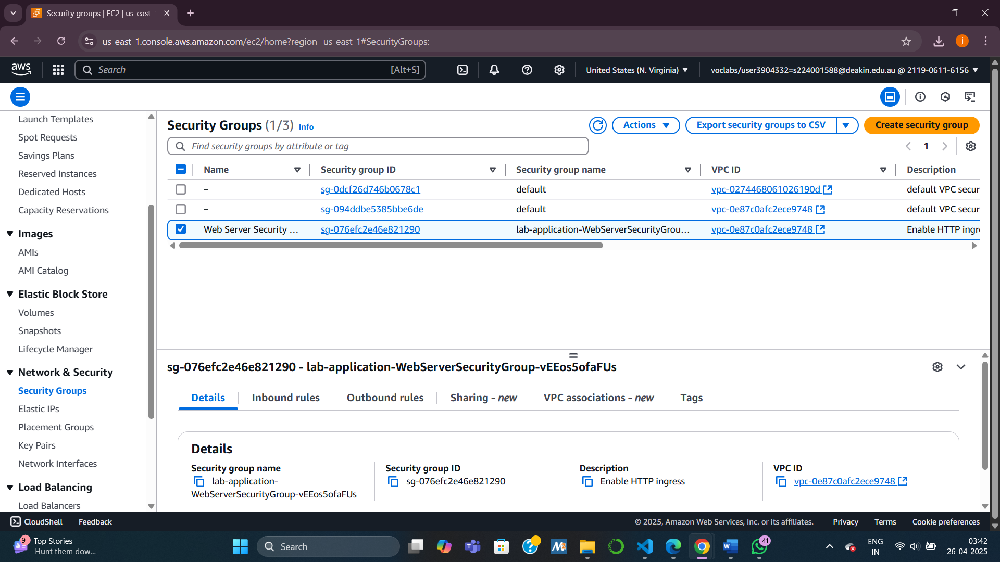 Security groups | EC2 | us-east-
us-east-1.console.aws.amazon.com/ec2/home?region=us-east-1#SecurityGroups:
j
aws
Search
[Alt+S]
United States (N. Virginia)
voclabs/user3904332=s224001588@deakin.edu.au @ 2119-0611-6156
Launch Templates
Spot Requests
Savings Plans
Reserved Instances
Dedicated Hosts
Capacity Reservations
Images
AMIs
AMI Catalog
Elastic Block Store
Volumes
Snapshots
Lifecycle Manager
Network & Security
Security Groups
Elastic IPs
Placement Groups
Key Pairs
Network Interfaces
Load Balancing
Load Balancers
Security Groups (1/3) Info
Actions
Export security groups to CSV
Create security group
Find security groups by attribute or tag
1
Name Security group ID Security group name VPC ID Description
– sg-0dcf26d746b0678c1 default vpc-0274468061026190d default VPC secur
– sg-094ddbe5385bbe6de default vpc-0e87c0afc2ece9748 default VPC secur
Web Server Security ... sg-076efc2e46e821290 lab-application-WebServerSecurityGrou... vpc-0e87c0afc2ece9748 Enable HTTP ingre
sg-076efc2e46e821290 - lab-application-WebServerSecurityGroup-vEEos5ofaFUs
Details
Inbound rules
Outbound rules
Sharing - new
VPC associations - new
Tags
Details
Security group name
lab-application-
WebServerSecurityGroup-vEEos5ofaFUs
Security group ID
sg-076efc2e46e821290
Description
Enable HTTP ingress
VPC ID
vpc-0e87c0afc2ece9748
CloudShell
Feedback
© 2025, Amazon Web Services, Inc. or its affiliates.
Privacy
Terms
Cookie preferences
9+
Top Stories
'Hunt them dow...
Search
41
ENG
IN
03:42
26-04-2025